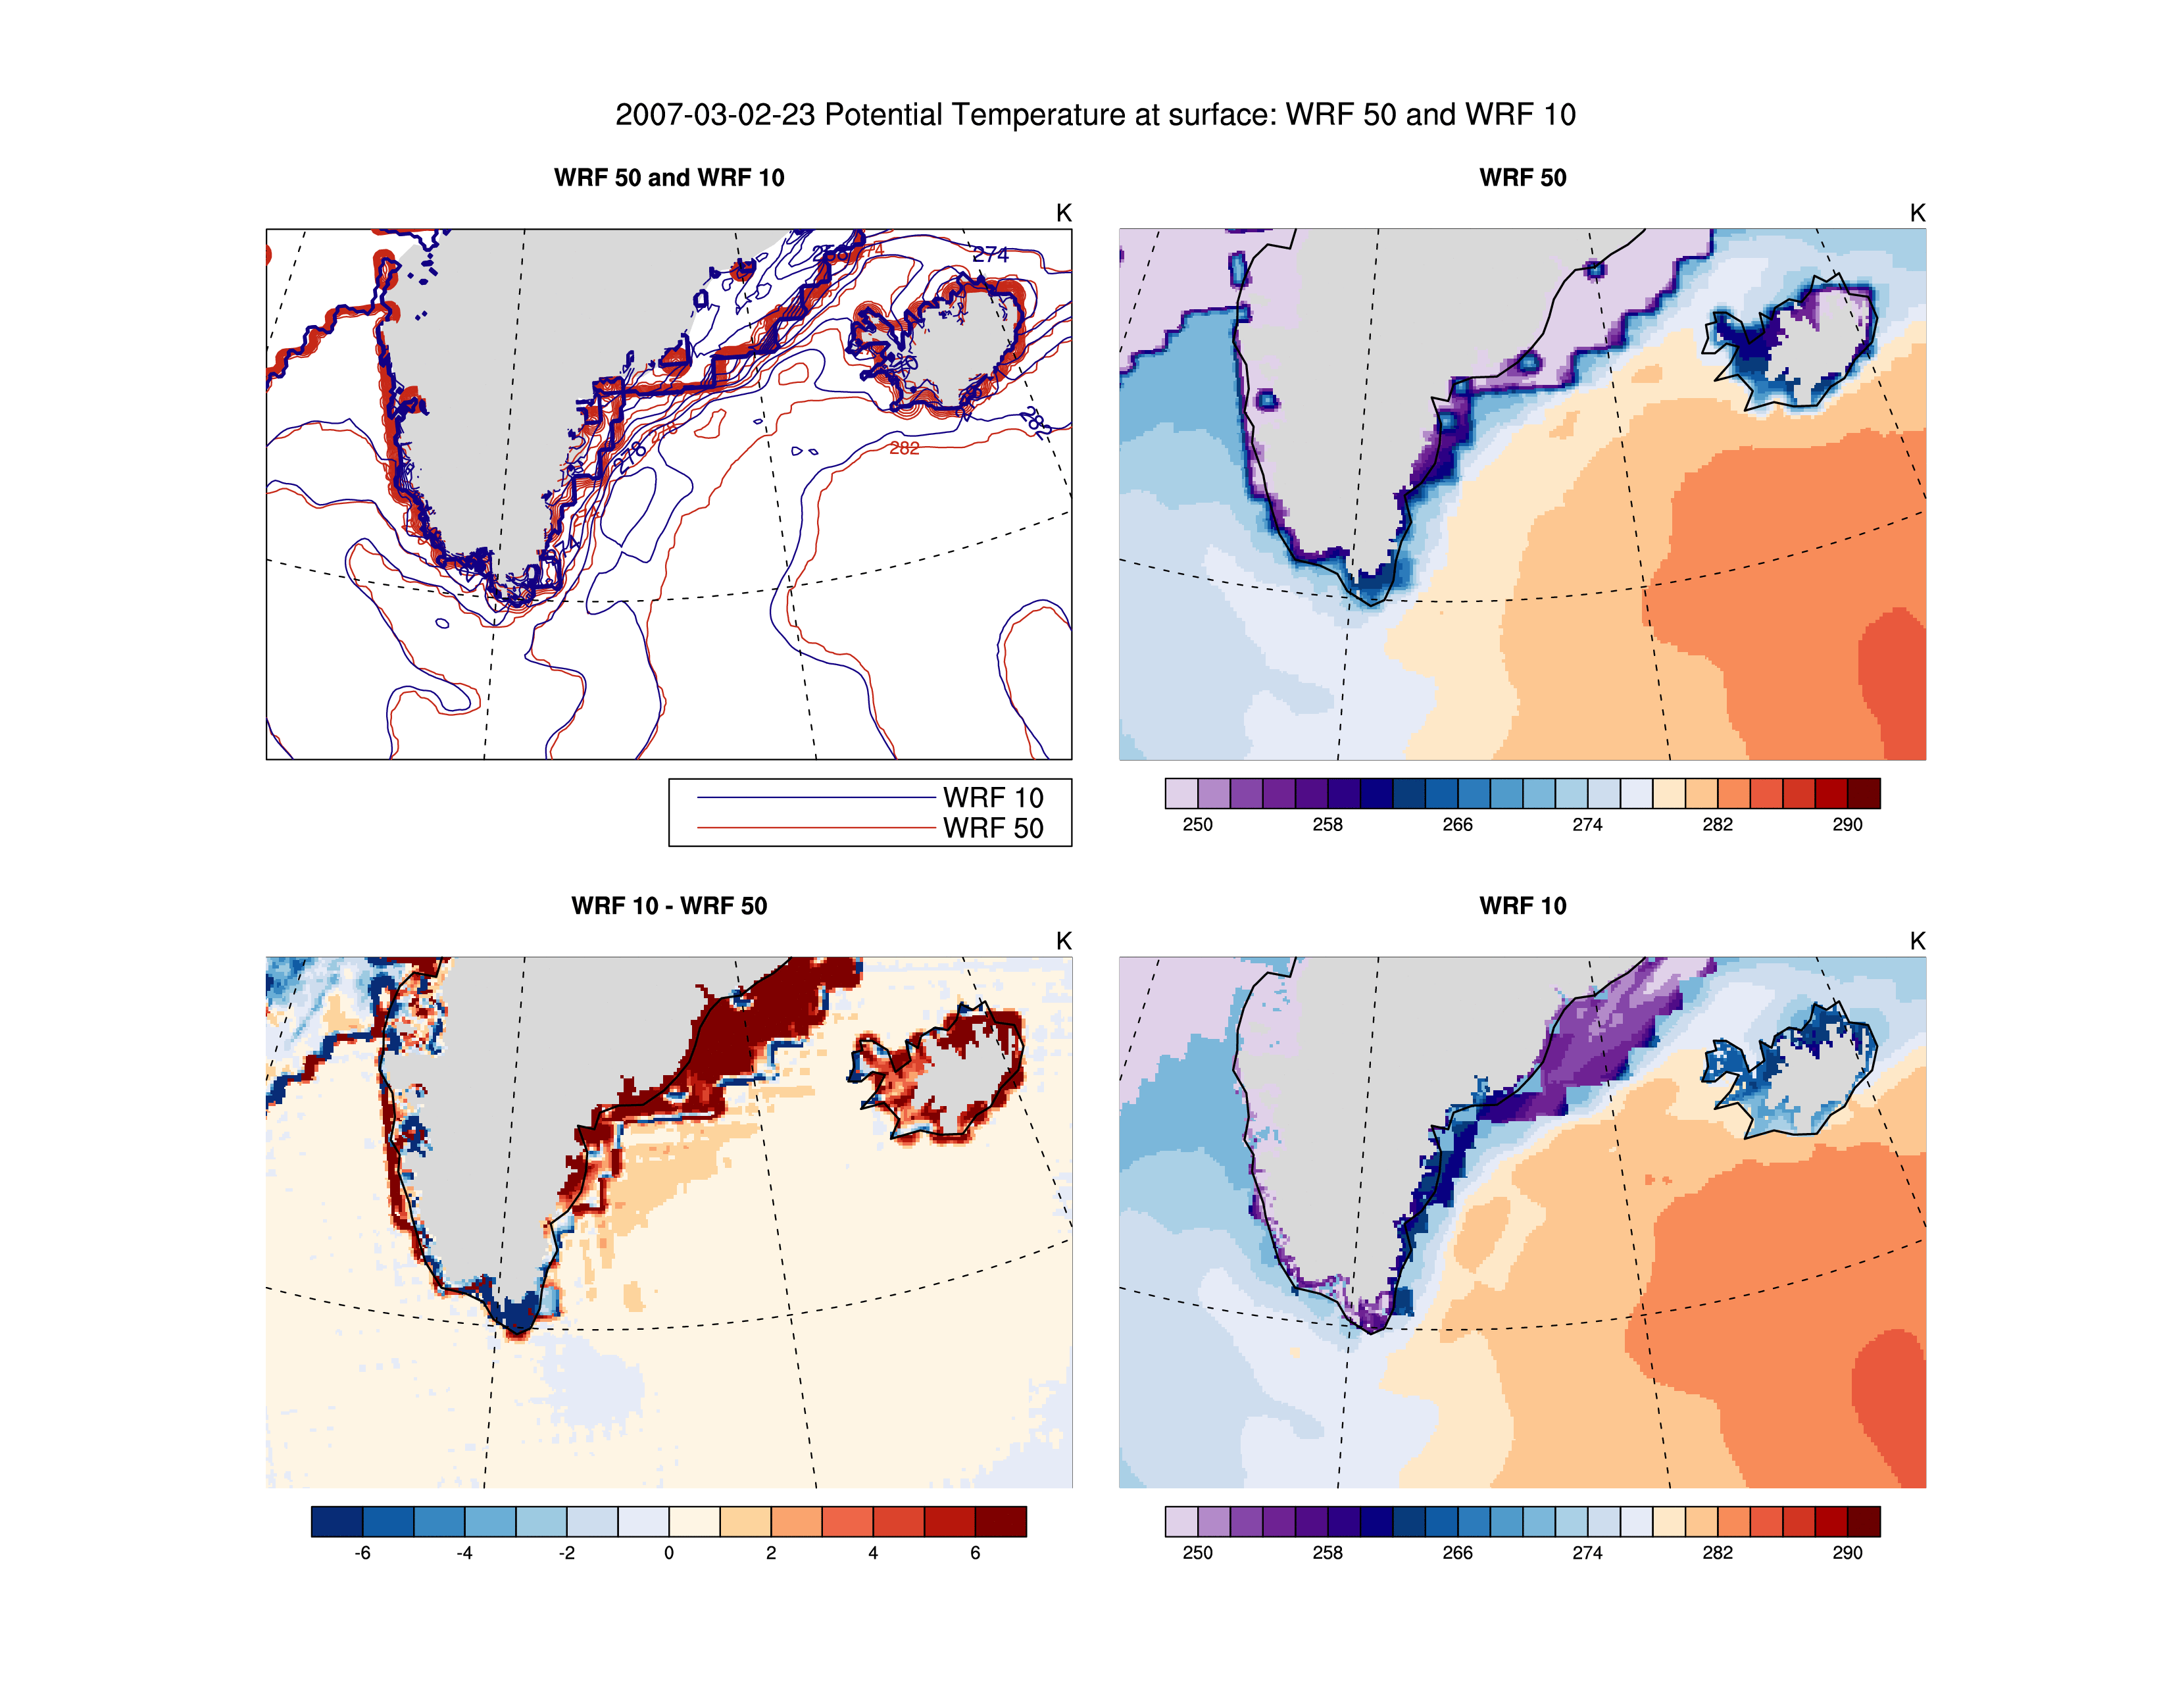 2007-03-02-23 Potential Temperature at surface: WRF 50 and WRF 10
WRF 50 and WRF 10
K
274
274
282
282
278
WRF 10
WRF 50
WRF 50
K
250 258 266 274 282 290
WRF 10 - WRF 50
K
-6 -4 -2 0 2 4 6
WRF 10
K
250 258 266 274 282 290